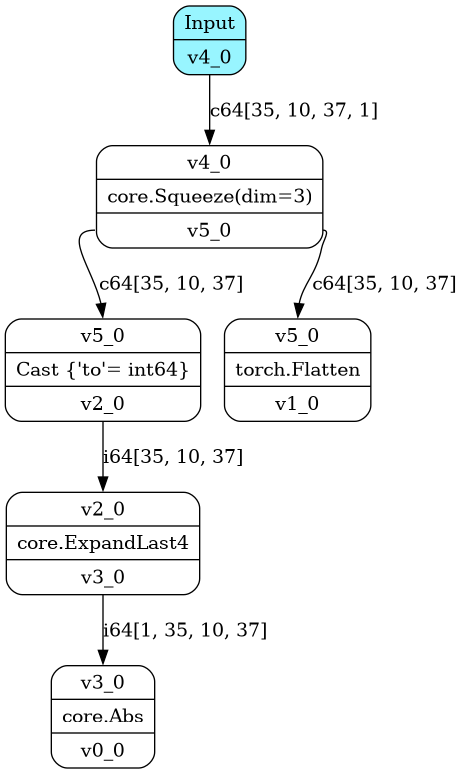 Input
v4_0
c64[35, 10, 37, 1]
v4_0
core.Squeeze(dim=3)
v5_0
c64[35, 10, 37]
c64[35, 10, 37]
v5_0
Cast {'to'= int64}
v2_0
v5_0
torch.Flatten
v1_0
i64[35, 10, 37]
v2_0
core.ExpandLast4
v3_0
i64[1, 35, 10, 37]
v3_0
core.Abs
v0_0